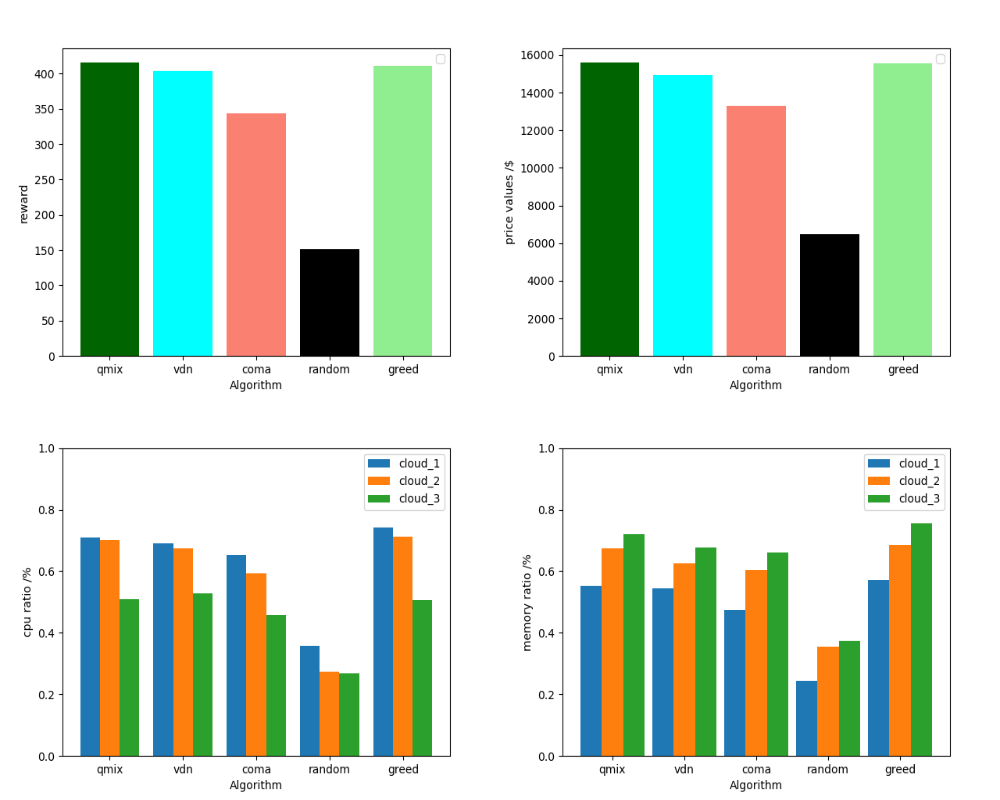 400
350
300
250
200
150
100
50
0
reward
qmix vdn coma random greed
Algorithm
16000
14000
12000
10000
8000
6000
4000
2000
0
price values /$
qmix vdn coma random greed
Algorithm
1.0
0.8
0.6
0.4
0.2
0.0
cpu ratio /%
cloud_1
cloud_2
cloud_3
qmix vdn coma random greed
Algorithm
1.0
0.8
0.6
0.4
0.2
0.0
memory ratio /%
cloud_1
cloud_2
cloud_3
qmix vdn coma random greed
Algorithm